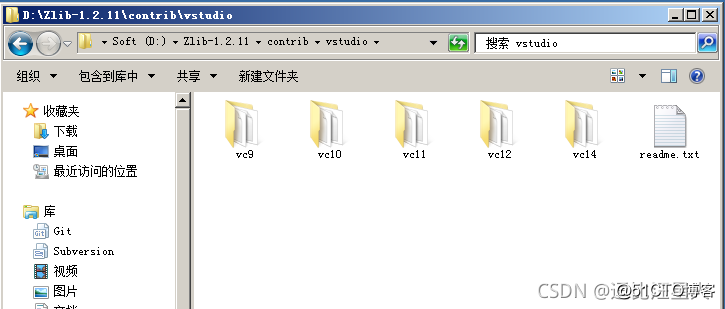 D:\Zlib-1.2.11\contrib\vstudio
Soft (D:) Zlib-1.2.11 contrib vstudio 搜索 vstudio
组织 包含到库中 共享 新建文件夹
收藏夹
下载
桌面
最近访问的位置
库
Git
Subversion
视频
图片
vc9 vc10 vc11 vc12 vc14 readme.txt
CSDN @
@51CTO博客